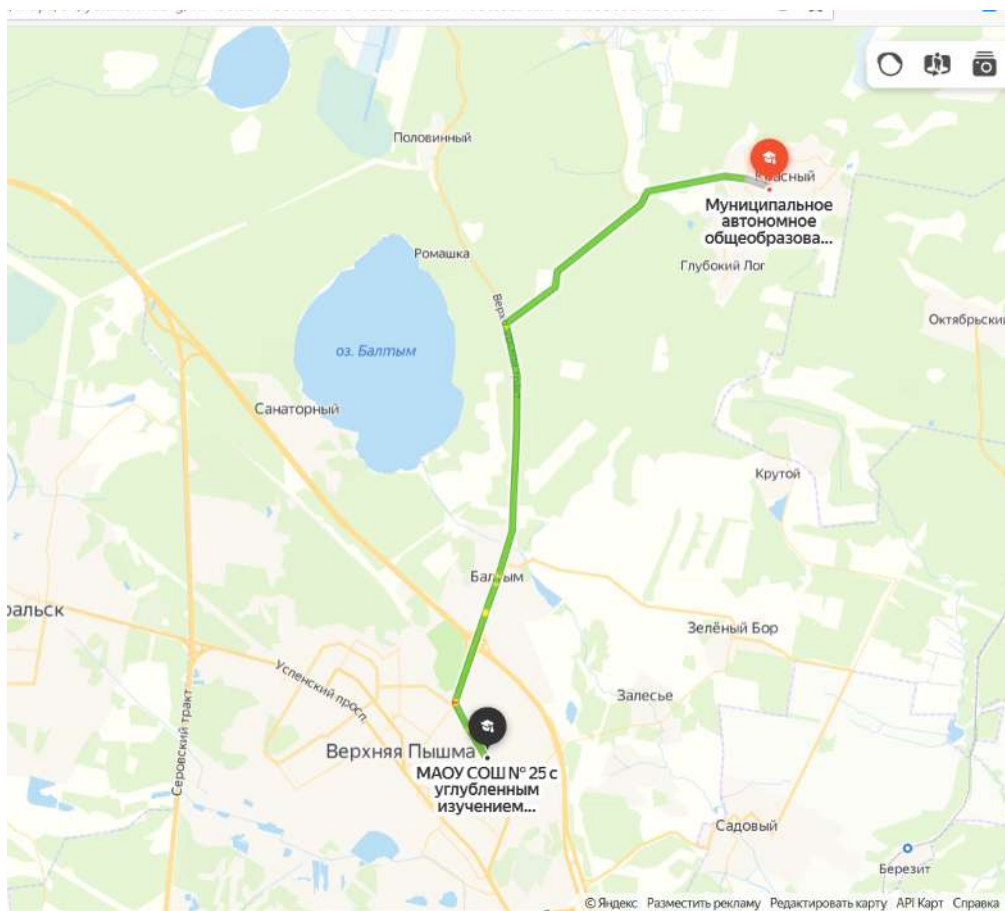 Половинный
Красный
Муниципальное
автономное
общеобразова...
Ромашка
Глубокий Лог
Октябрьский
оз. Балтым
Санаторный
Крутой
Балтым
Зелёный Бор
Успенский просп.
Залесье
Серовский тракт
Верхняя Пышма
МАОУ СОШ № 25 с
углубленным
изучением...
Садовый
Березит
© Яндекс Разместить рекламу Редактировать карту API Карт Справка